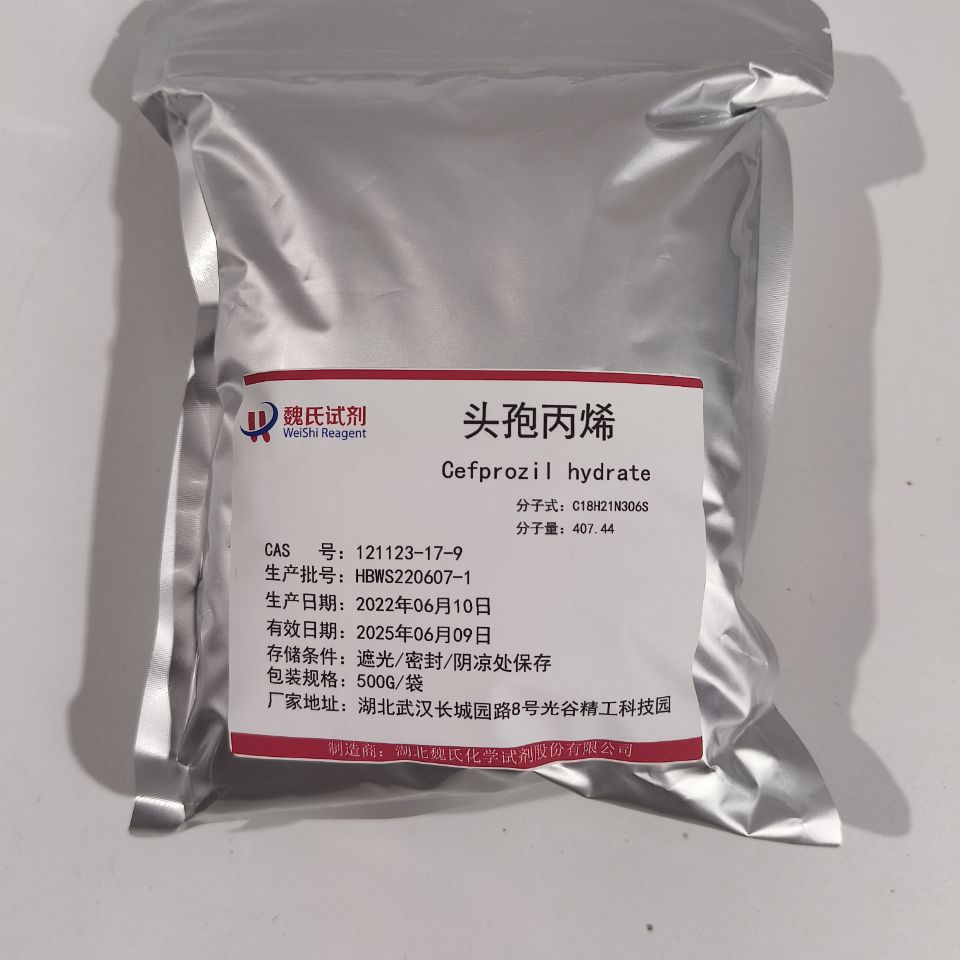 魏氏试剂
WeiShi Reagent
头孢丙烯
Cefprozil hydrate
分子式：C18H21N3O6S
分子量：407.44
CAS 号：121123-17-9
生产批号：HBWS220607-1
生产日期：2022年06月10日
有效日期：2025年06月09日
存储条件：遮光/密封/阴凉处保存
包装规格：500G/袋
厂家地址：湖北武汉长城园路8号光谷精工科技园
制造商：湖北魏氏化学试剂股份有限公司